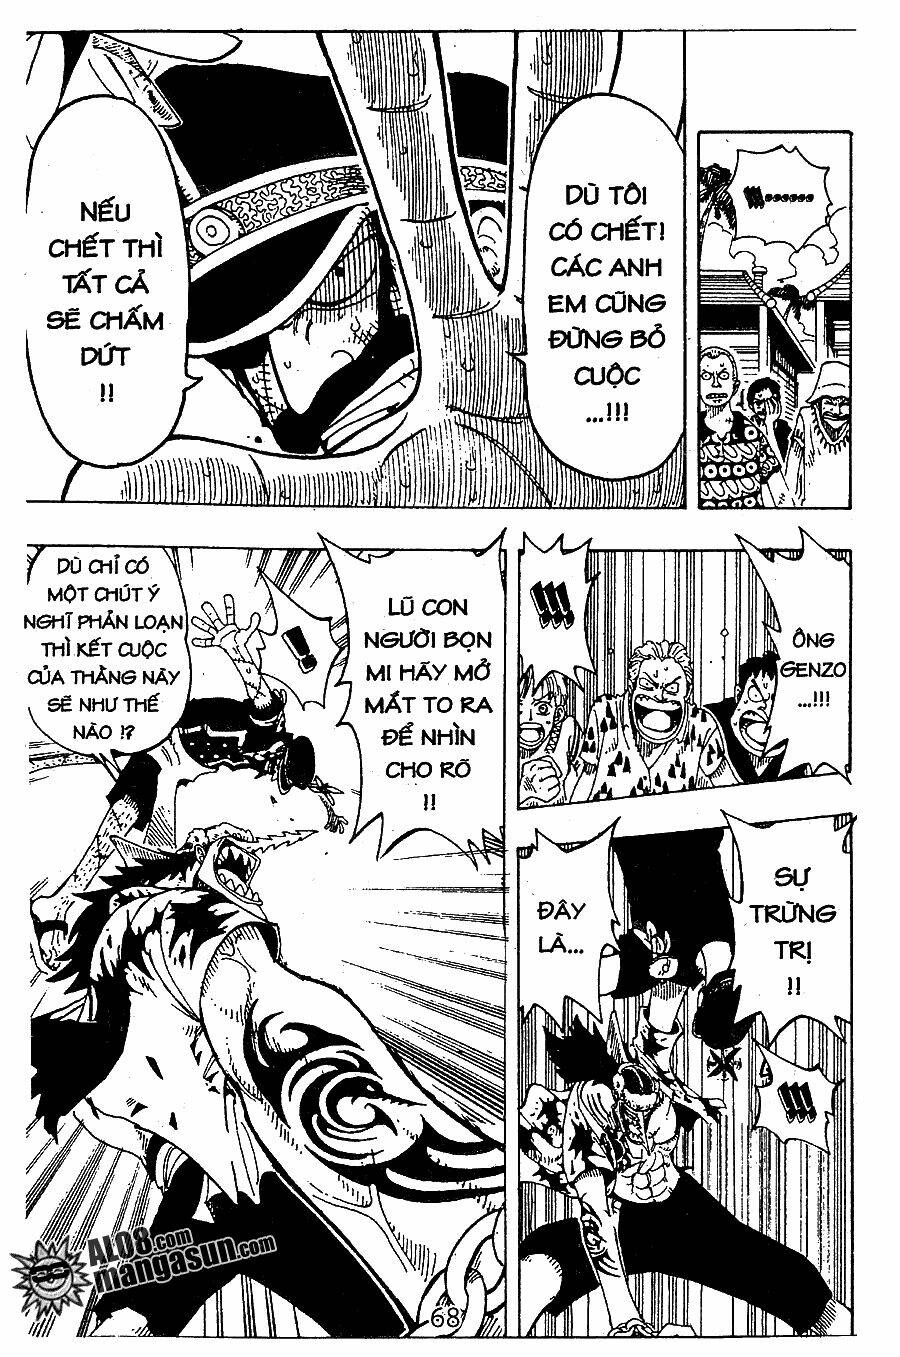 !!!........
DÙ TÔI
CÓ CHẾT!
CÁC ANH
EM CŨNG
ĐỪNG BỎ
CUỘC
...!!!
NẾU
CHẾT THÌ
TẤT CẢ
SẼ CHẤM
DỨT
!!
ÔNG
GENZO
...!!!
!!!
LŨ CON
NGƯỜI BỌN
MI HÃY MỞ
MẮT TO RA
ĐỂ NHÌN
CHO RÕ
!!
!!
DÙ CHỈ CÓ
MỘT CHÚT Ý
NGHĨ PHẢN LOẠN
THÌ KẾT CUỘC
CỦA THẰNG NÀY
SẼ NHƯ THẾ
NÀO !?
SỰ
TRỪNG
TRỊ
!!
!!!
ĐÂY
LÀ...
ALO8.com
mangasun.com
68